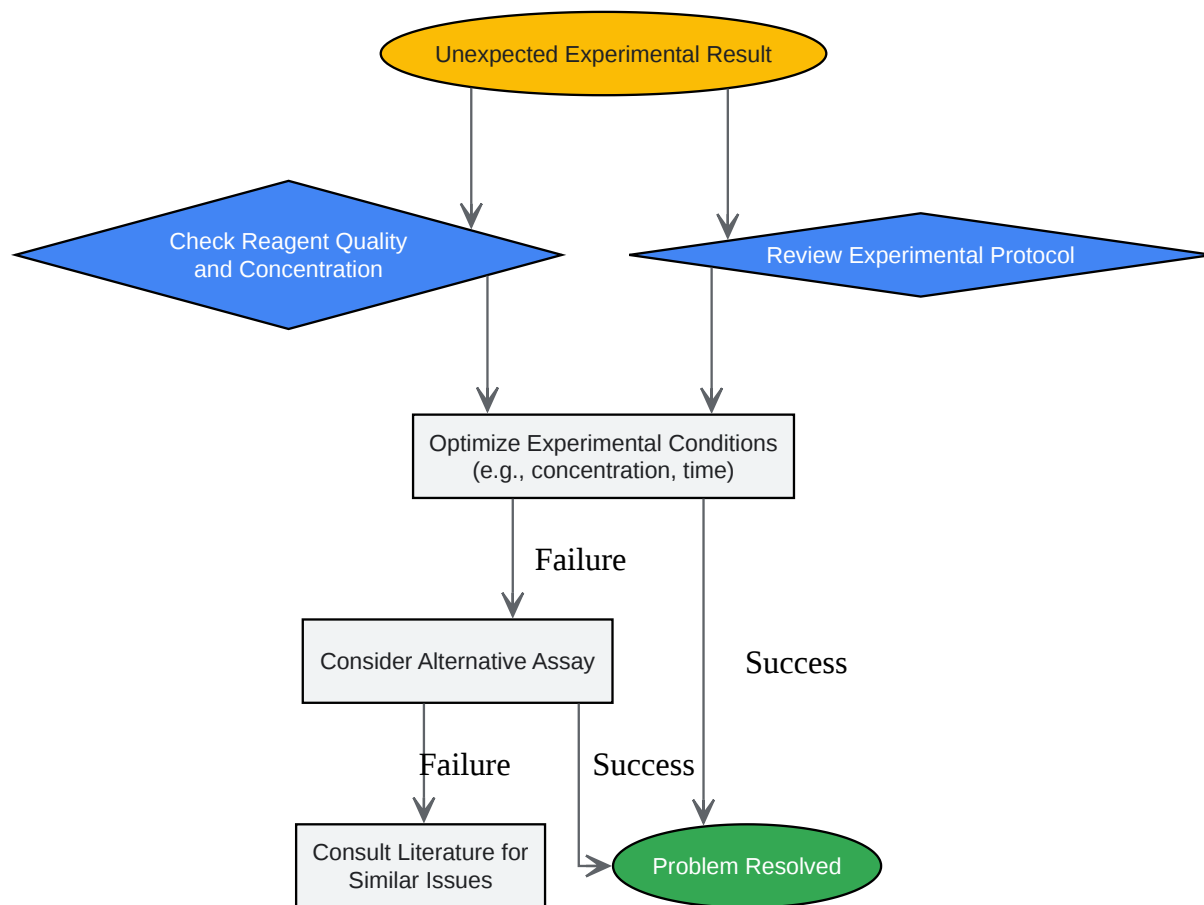 Unexpected Experimental Result
Check Reagent Quality
and Concentration
Review Experimental Protocol
Optimize Experimental Conditions
(e.g., concentration, time)
Failure
Consider Alternative Assay
Success
Failure
Success
Consult Literature for
Similar Issues
Problem Resolved